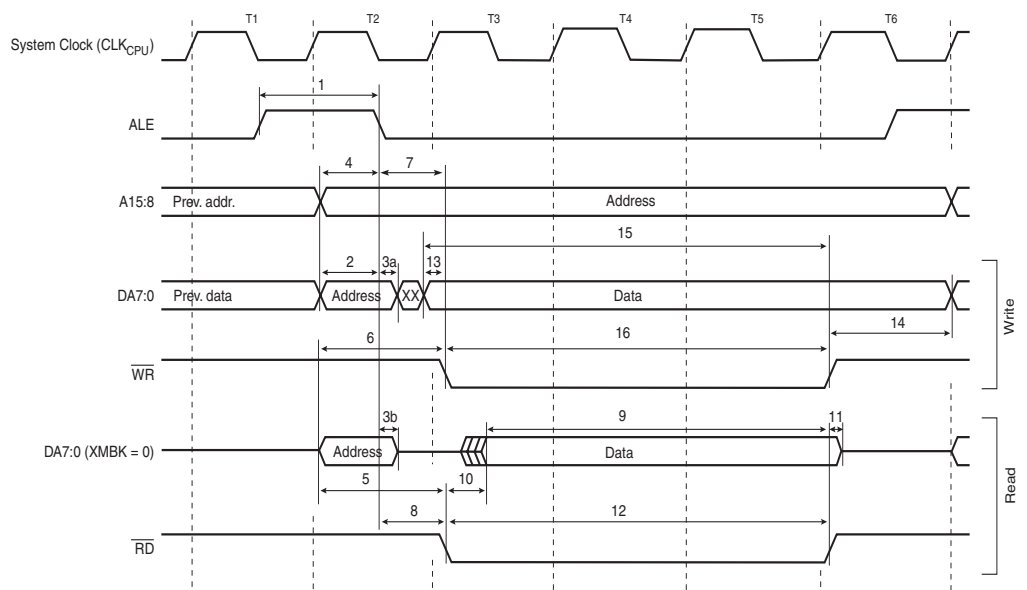 T1 T2 T3 T4 T5 T6
System Clock (CLKCPU)
1
ALE
4 7
A15:8 Prev. addr. Address
15
2 3a 13
DA7:0 Prev. data Address XX Data
14
6 16
WR
Write
3b 9 11
DA7:0 (XMBK = 0) Address Data
5 10
8 12
RD
Read